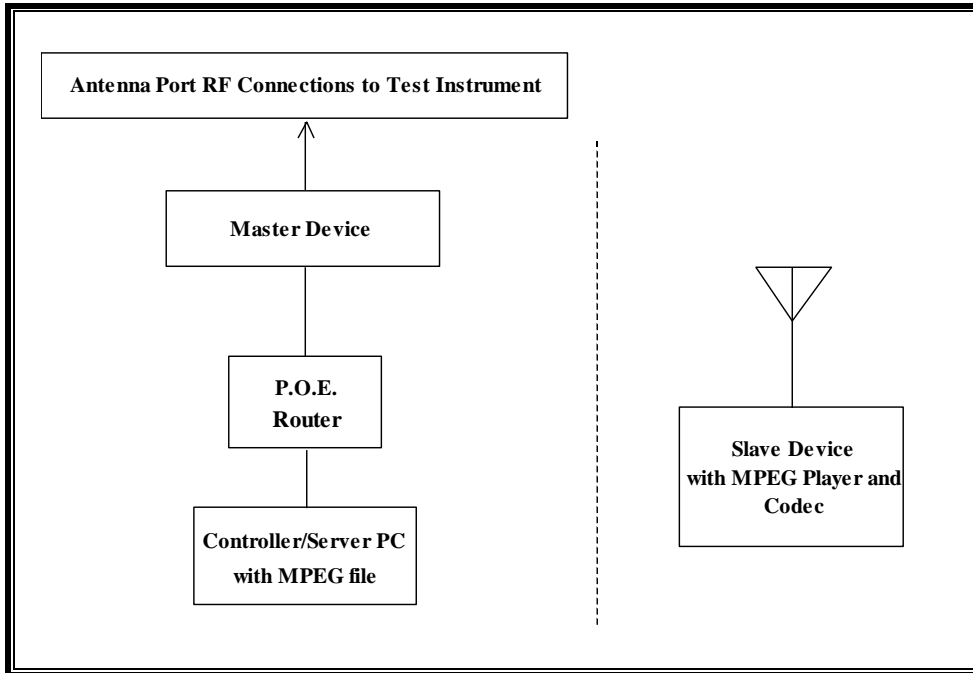 Antenna Port RF Connections to Test Instrument
Master Device
P.O.E.
Router
Controller/Server PC
with MPEG file
Slave Device
with MPEG Player and
Codec